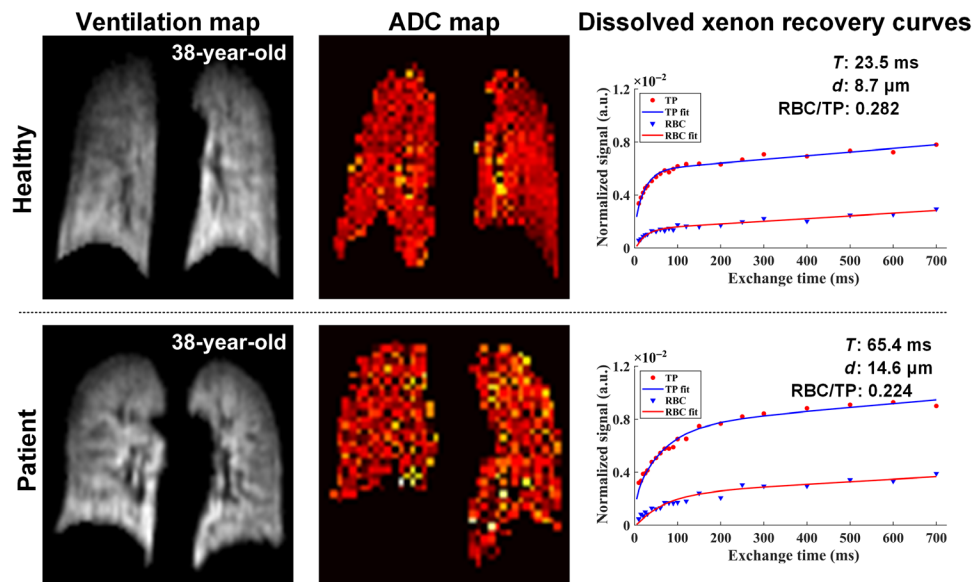 Ventilation map
ADC map
Dissolved xenon recovery curves
Healthy
38-year-old
T: 23.5 ms
d: 8.7 μm
RBC/TP: 0.282
×10⁻²
1.2
0.8
0.4
0
Normalized signal (a.u.)
TP
TP fit
RBC
RBC fit
0 100 200 300 400 500 600 700
Exchange time (ms)
Patient
38-year-old
T: 65.4 ms
d: 14.6 μm
RBC/TP: 0.224
×10⁻²
1.2
0.8
0.4
0
Normalized signal (a.u.)
TP
TP fit
RBC
RBC fit
0 100 200 300 400 500 600 700
Exchange time (ms)